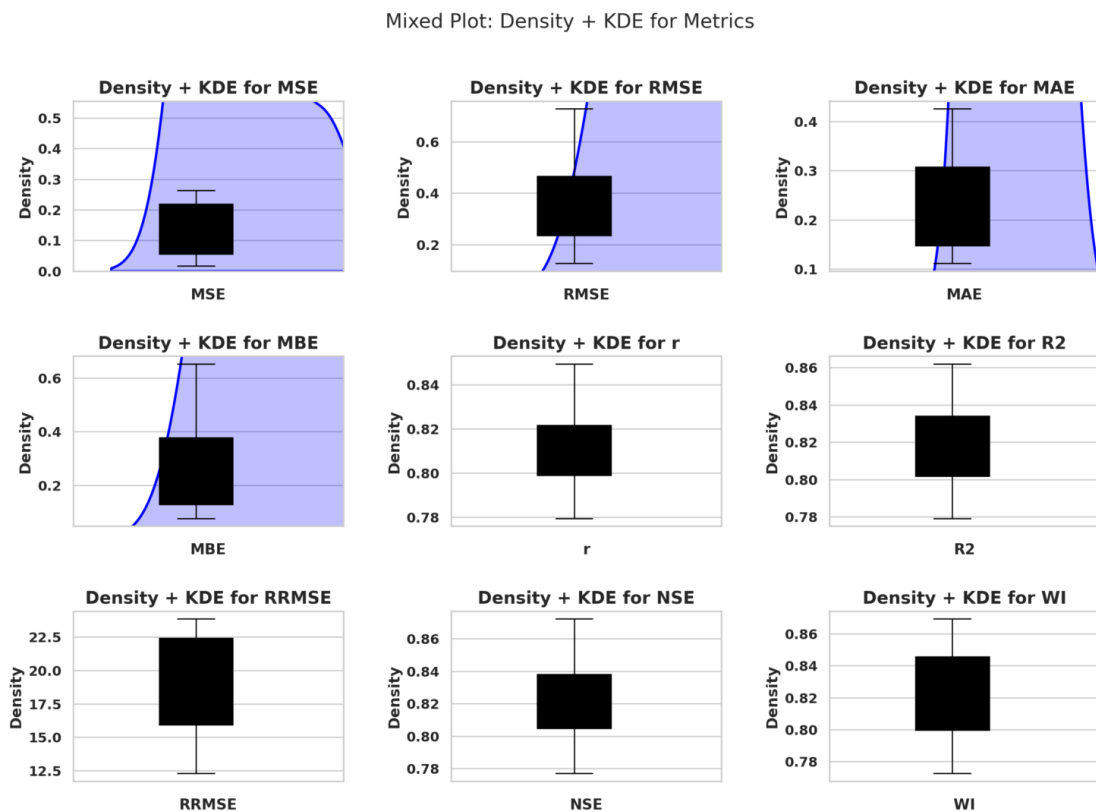 Mixed Plot: Density + KDE for Metrics
Density + KDE for MSE
Density
0.5
0.4
0.3
0.2
0.1
0.0
MSE
Density + KDE for RMSE
Density
0.6
0.4
0.2
RMSE
Density + KDE for MAE
Density
0.4
0.3
0.2
0.1
MAE
Density + KDE for MBE
Density
0.6
0.4
0.2
MBE
Density + KDE for r
Density
0.84
0.82
0.80
0.78
r
Density + KDE for R2
Density
0.86
0.84
0.82
0.80
0.78
R2
Density + KDE for RRMSE
Density
22.5
20.0
17.5
15.0
12.5
RRMSE
Density + KDE for NSE
Density
0.86
0.84
0.82
0.80
0.78
NSE
Density + KDE for WI
Density
0.86
0.84
0.82
0.80
0.78
WI